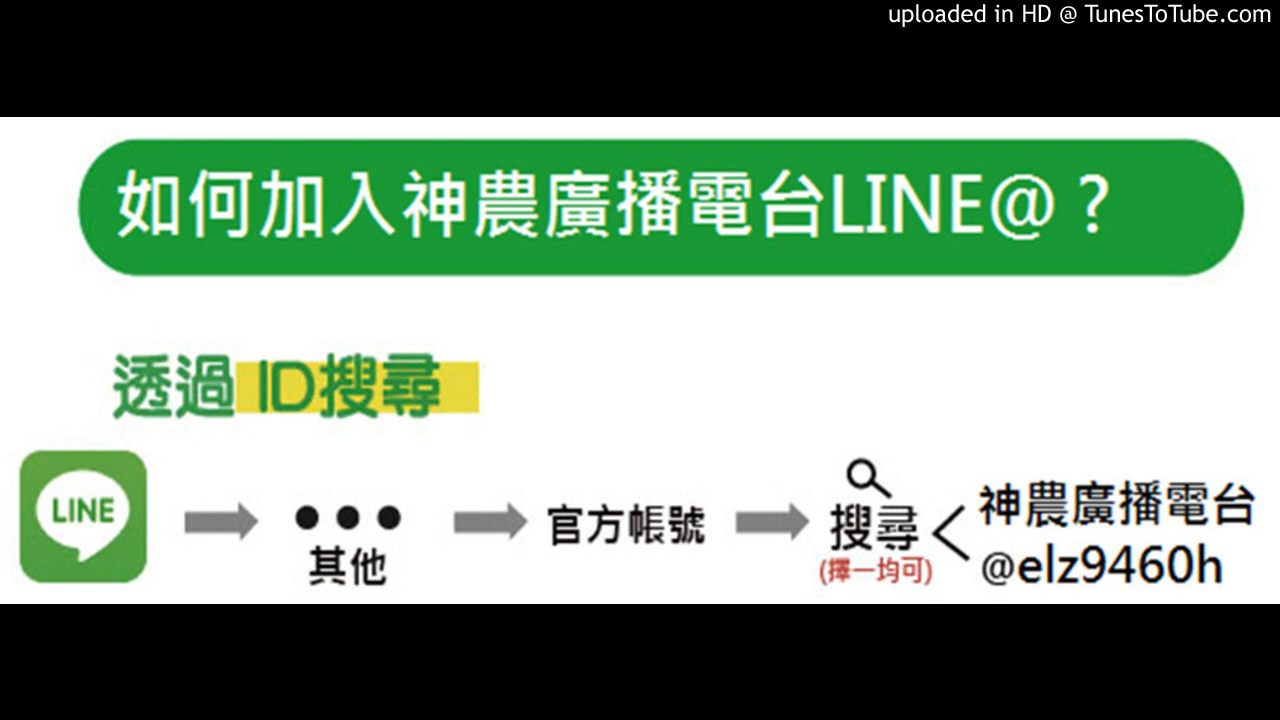 uploaded in HD @ TunesToTube.com
如何加入神農廣播電台LINE@？
透過 ID搜尋
LINE
其他
官方帳號
搜尋
(擇一均可)
神農廣播電台
@elz9460h